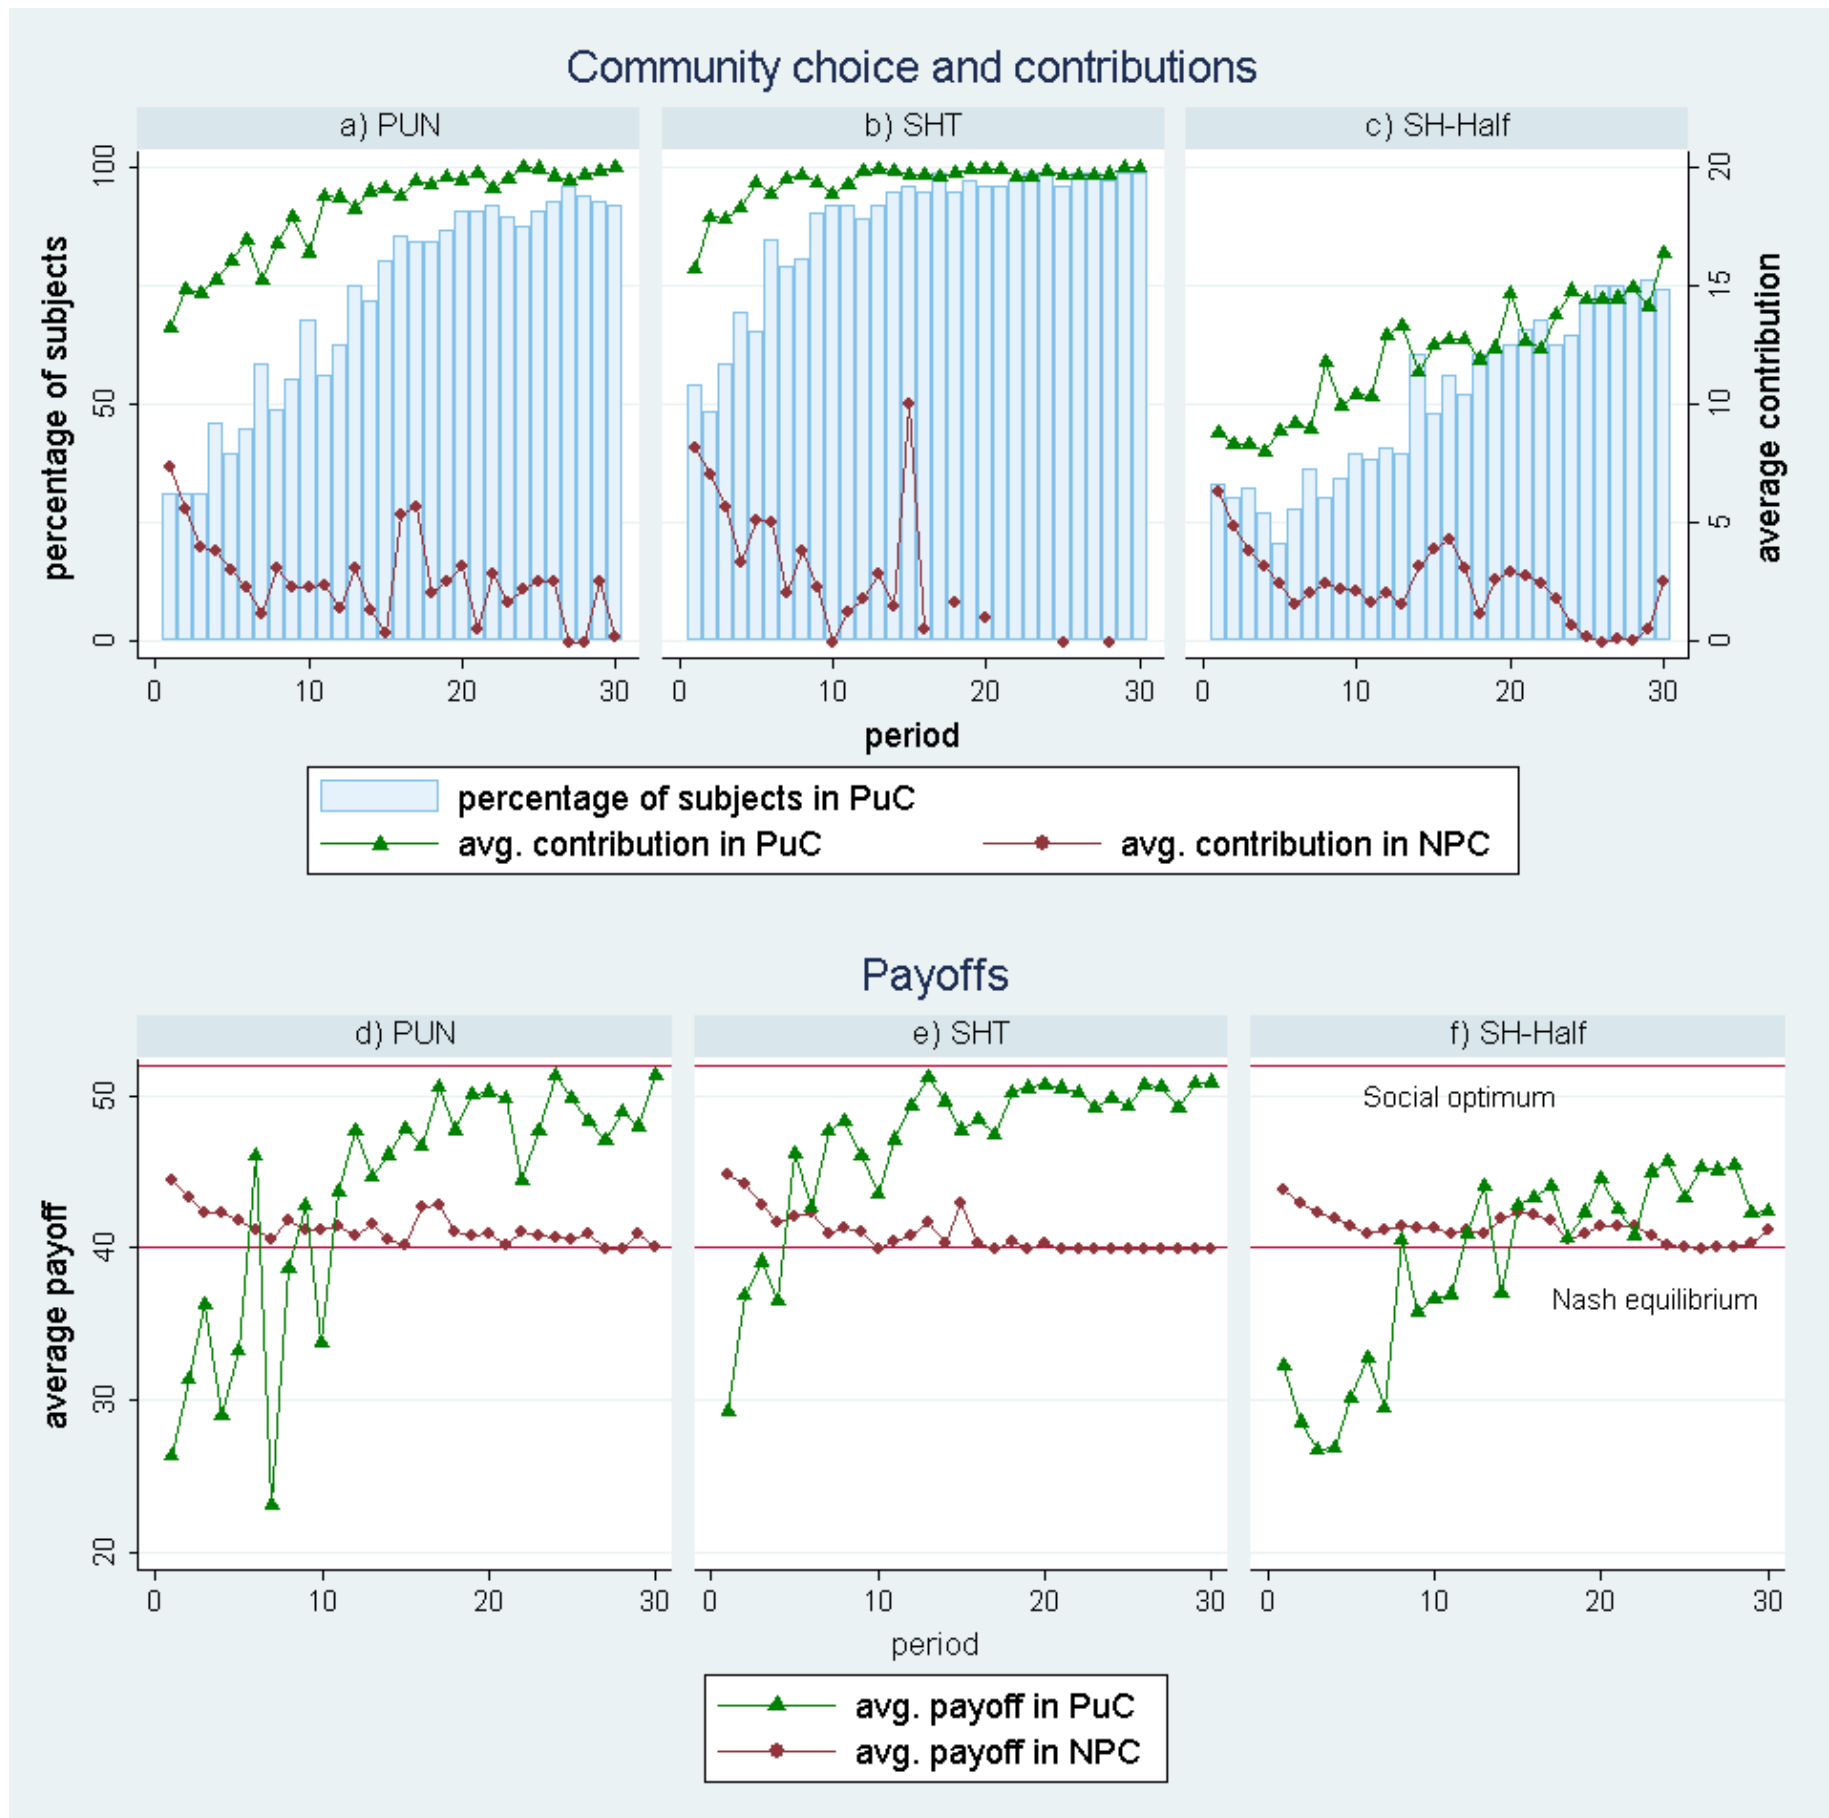 Community choice and contributions
a) PUN
b) SHT
c) SH-Half
percentage of subjects
100
50
0
20
15
10
5
0
average contribution
0 10 20 30
0 10 20 30
0 10 20 30
period
percentage of subjects in PuC
avg. contribution in PuC
avg. contribution in NPC
Payoffs
d) PUN
e) SHT
f) SH-Half
average payoff
50
40
30
20
Social optimum
Nash equilibrium
0 10 20 30
0 10 20 30
0 10 20 30
period
avg. payoff in PuC
avg. payoff in NPC